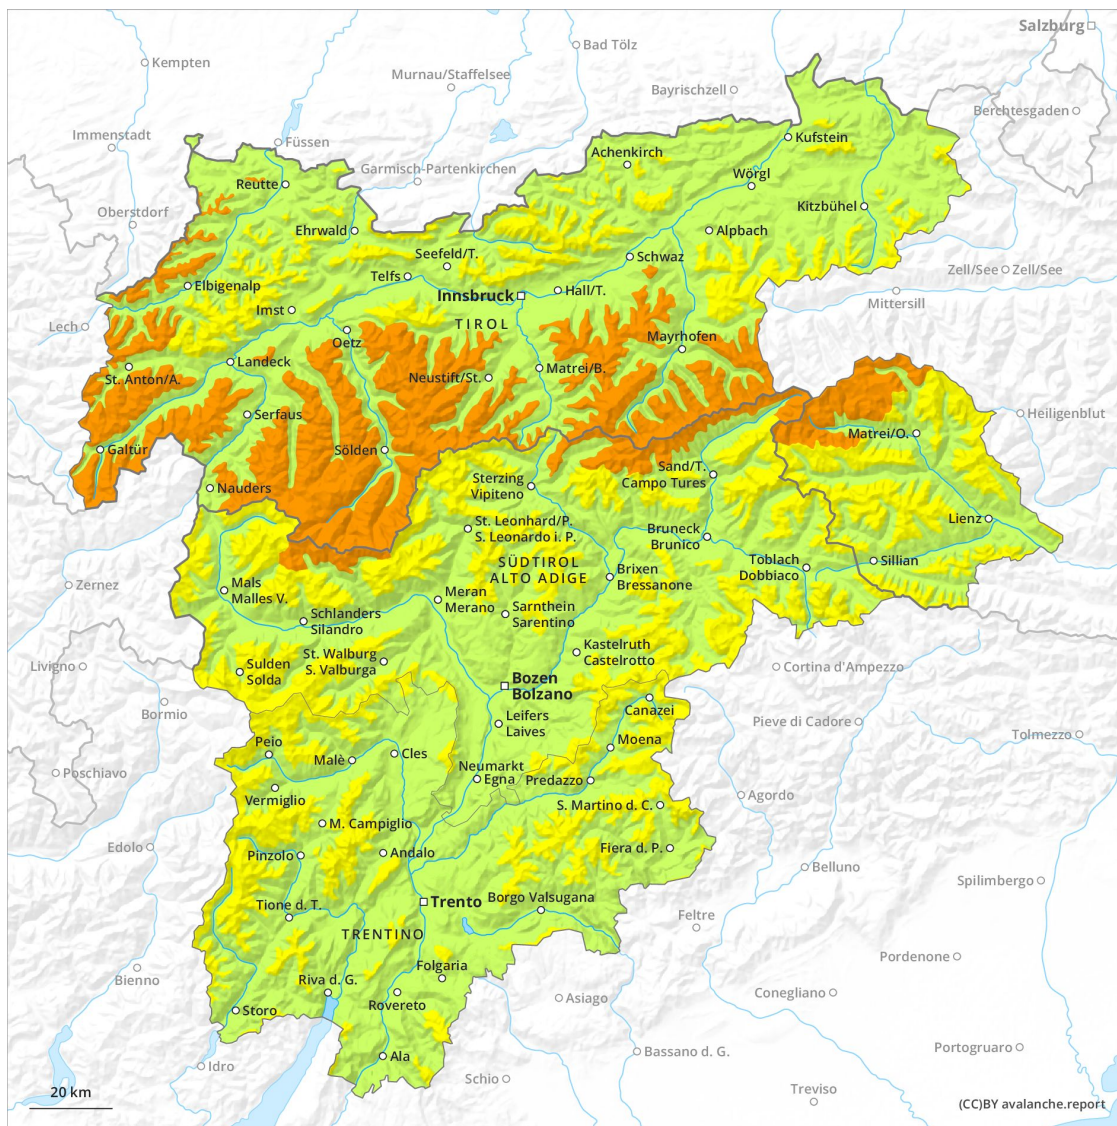 Salzburg
Bad Tölz
Kempten
Murnau/Staffelsee
Bayrischzell
Berchtesgaden
Immenstadt
Füssen
Kufstein
Achenkirch
Garmisch-Partenkirchen
Wörgl
Reutte
Oberstdorf
Kitzbühel
Ehrwald
Alpbach
Seefeld/T.
Schwaz
Telfs
Zell/See
Zell/See
Elbigenalp
Innsbruck
Hall/T.
Mittersill
Imst
TIROL
Lech
Mayrhofen
Oetz
Landeck
Matrei/B.
St. Anton/A.
Neustift/St.
Serfaus
Heiligenblut
Matrei/O.
Galtür
Sölden
Sand/T.
Campo Tures
Sterzing
Vipiteno
Nauders
Lienz
St. Leonhard/P.
S. Leonardo i. P.
Bruneck
Brunico
Toblach
Dobbiaco
Sillian
SÜDTIROL
ALTO ADIGE
Brixen
Bressanone
Zernez
Mals
Malles V.
Meran
Merano
Sarnthein
Sarentino
Schlanders
Silandro
Kastelruth
Castelrotto
St. Walburg
S. Valburga
Livigno
Sulden
Solda
Cortina d'Ampezzo
Bozen
Bolzano
Canazei
Bormio
Leifers
Laives
Pieve di Cadore
Tolmezzo
Moena
Peio
Cles
Malè
Poschiavo
Neumarkt
Egna
Predazzo
Vermiglio
Agordo
S. Martino d. C.
M. Campiglio
Edolo
Fiera d. P.
Pinzolo
Andalo
Belluno
Spilimbergo
Borgo Valsugana
Trento
Tione d. T.
Feltre
TRENTINO
Pordenone
Folgaria
Bienno
Riva d. G.
Conegliano
Rovereto
Asiago
Storo
Portogruaro
Bassano d. G.
Ala
Idro
Schio
Treviso
20 km
(CC)BY avalanche.report